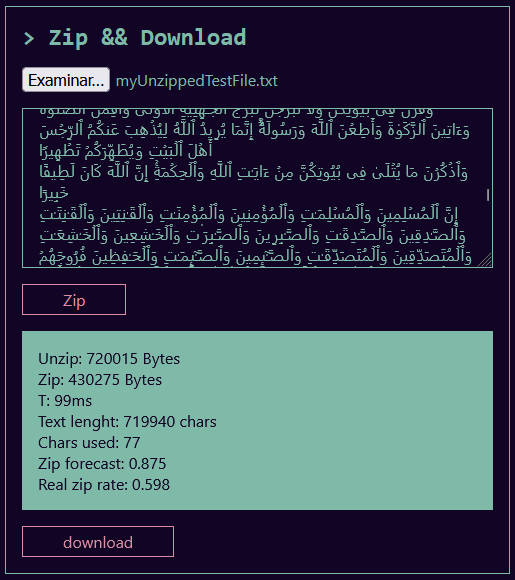 > Zip && Download
Examinar... myUnzippedTestFile.txt
وَءَاتِينَ ٱلزَّكَوٰةَ وَأَطِعْنَ ٱللَّهَ وَرَسُولَهُۥٓ إِنَّمَا يُرِيدُ ٱللَّهُ لِيُذْهِبَ عَنكُمُ ٱلرِّجْسَ
أَهْلَ ٱلْبَيْتِ وَيُطَهِّرَكُمْ تَطْهِيرًا
وَٱذْكُرْنَ مَا يُتْلَىٰ فِى بُيُوتِكُنَّ مِنْ ءَايَٰتِ ٱللَّهِ وَٱلْحِكْمَةِ إِنَّ ٱللَّهَ كَانَ لَطِيفًا
خَبِيرًا
إِنَّ ٱلْمُسْلِمِينَ وَٱلْمُسْلِمَٰتِ وَٱلْمُؤْمِنِينَ وَٱلْمُؤْمِنَٰتِ وَٱلْقَٰنِتِينَ وَٱلْقَٰنِتَٰتِ
وَٱلصَّٰدِقِينَ وَٱلصَّٰدِقَٰتِ وَٱلصَّٰبِرِينَ وَٱلصَّٰبِرَٰتِ وَٱلْخَٰشِعِينَ وَٱلْخَٰشِعَٰتِ
وَٱلْمُتَصَدِّقِينَ وَٱلْمُتَصَدِّقَٰتِ وَٱلصَّٰٓئِمِينَ وَٱلصَّٰٓئِمَٰتِ وَٱلْحَٰفِظِينَ فُرُوجَهُمْ
Zip
Unzip: 720015 Bytes
Zip: 430275 Bytes
T: 99ms
Text lenght: 719940 chars
Chars used: 77
Zip forecast: 0.875
Real zip rate: 0.598
download